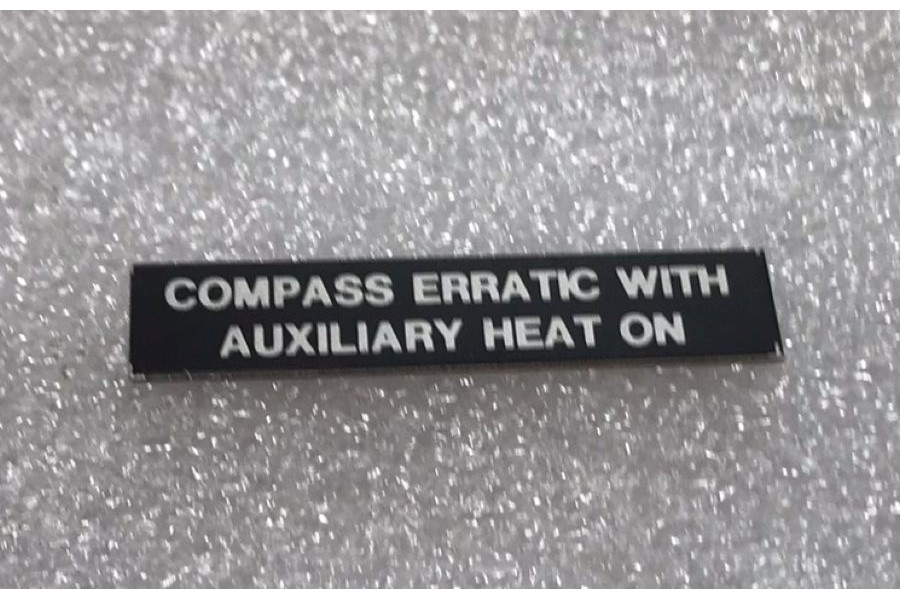 COMPASS ERRATIC WITH
AUXILIARY HEAT ON